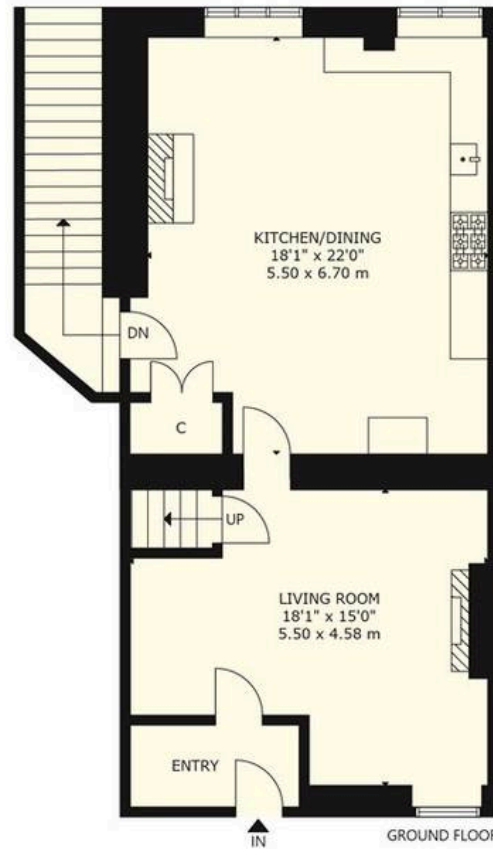 KITCHEN/DINING
18'1" x 22'0"
5.50 x 6.70 m
DN
C
UP
LIVING ROOM
18'1" x 15'0"
5.50 x 4.58 m
ENTRY
IN
GROUND FLOOR